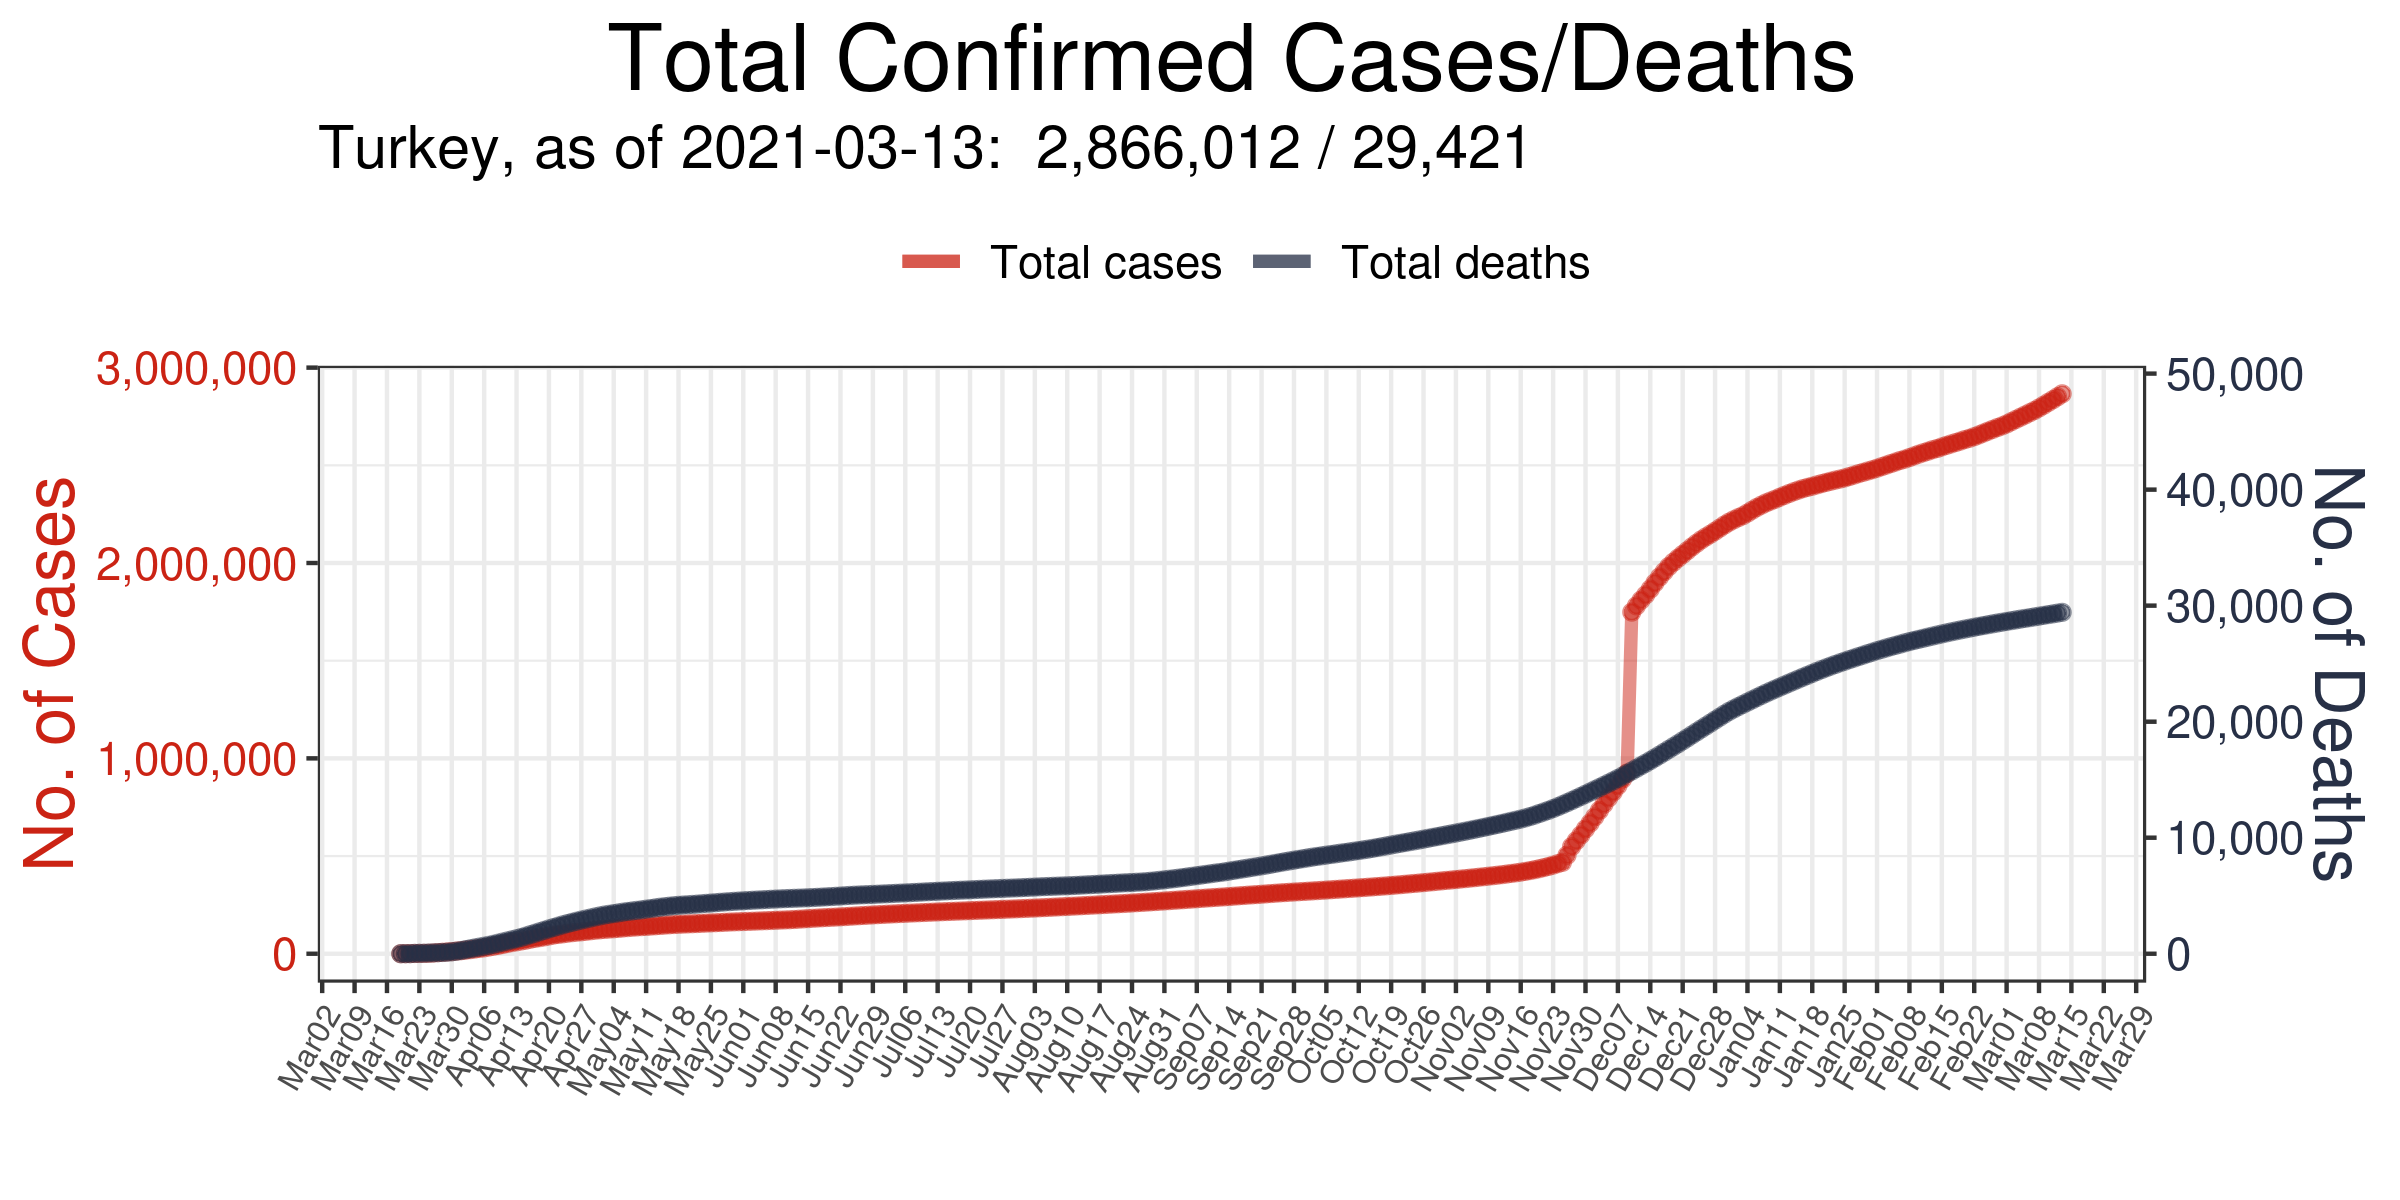 Total Confirmed Cases/Deaths
Turkey, as of 2021-03-13:  2,866,012 / 29,421
Total cases
Total deaths
No. of Cases
3,000,000
2,000,000
1,000,000
0
50,000
40,000
30,000
20,000
10,000
0
No. of Deaths
Mar02
Mar09
Mar16
Mar23
Mar30
Apr06
Apr13
Apr20
Apr27
May04
May11
May18
May25
Jun01
Jun08
Jun15
Jun22
Jun29
Jul06
Jul13
Jul20
Jul27
Aug03
Aug10
Aug17
Aug24
Aug31
Sep07
Sep14
Sep21
Sep28
Oct05
Oct12
Oct19
Oct26
Nov02
Nov09
Nov16
Nov23
Nov30
Dec07
Dec14
Dec21
Dec28
Jan04
Jan11
Jan18
Jan25
Feb01
Feb08
Feb15
Feb22
Mar01
Mar08
Mar15
Mar22
Mar29